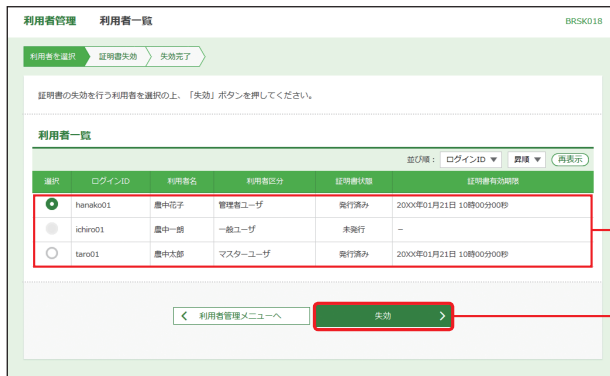 利用者管理 利用者一覧 BRSK018
利用者を選択 証明書失効 失効完了
証明書の失効を行う利用者を選択の上、「失効」ボタンを押してください。
利用者一覧
並び順： ログインID ▼ 昇順 ▼ 再表示
選択 ログインID 利用者名 利用者区分 証明書状態 証明書有効期限
hanako01 農中花子 管理者ユーザ 発行済み 20XX年01月21日 10時00分00秒
ichiro01 農中一朗 一般ユーザ 未発行 －
taro01 農中太郎 マスターユーザ 発行済み 20XX年01月21日 10時00分00秒
利用者管理メニューへ 失効